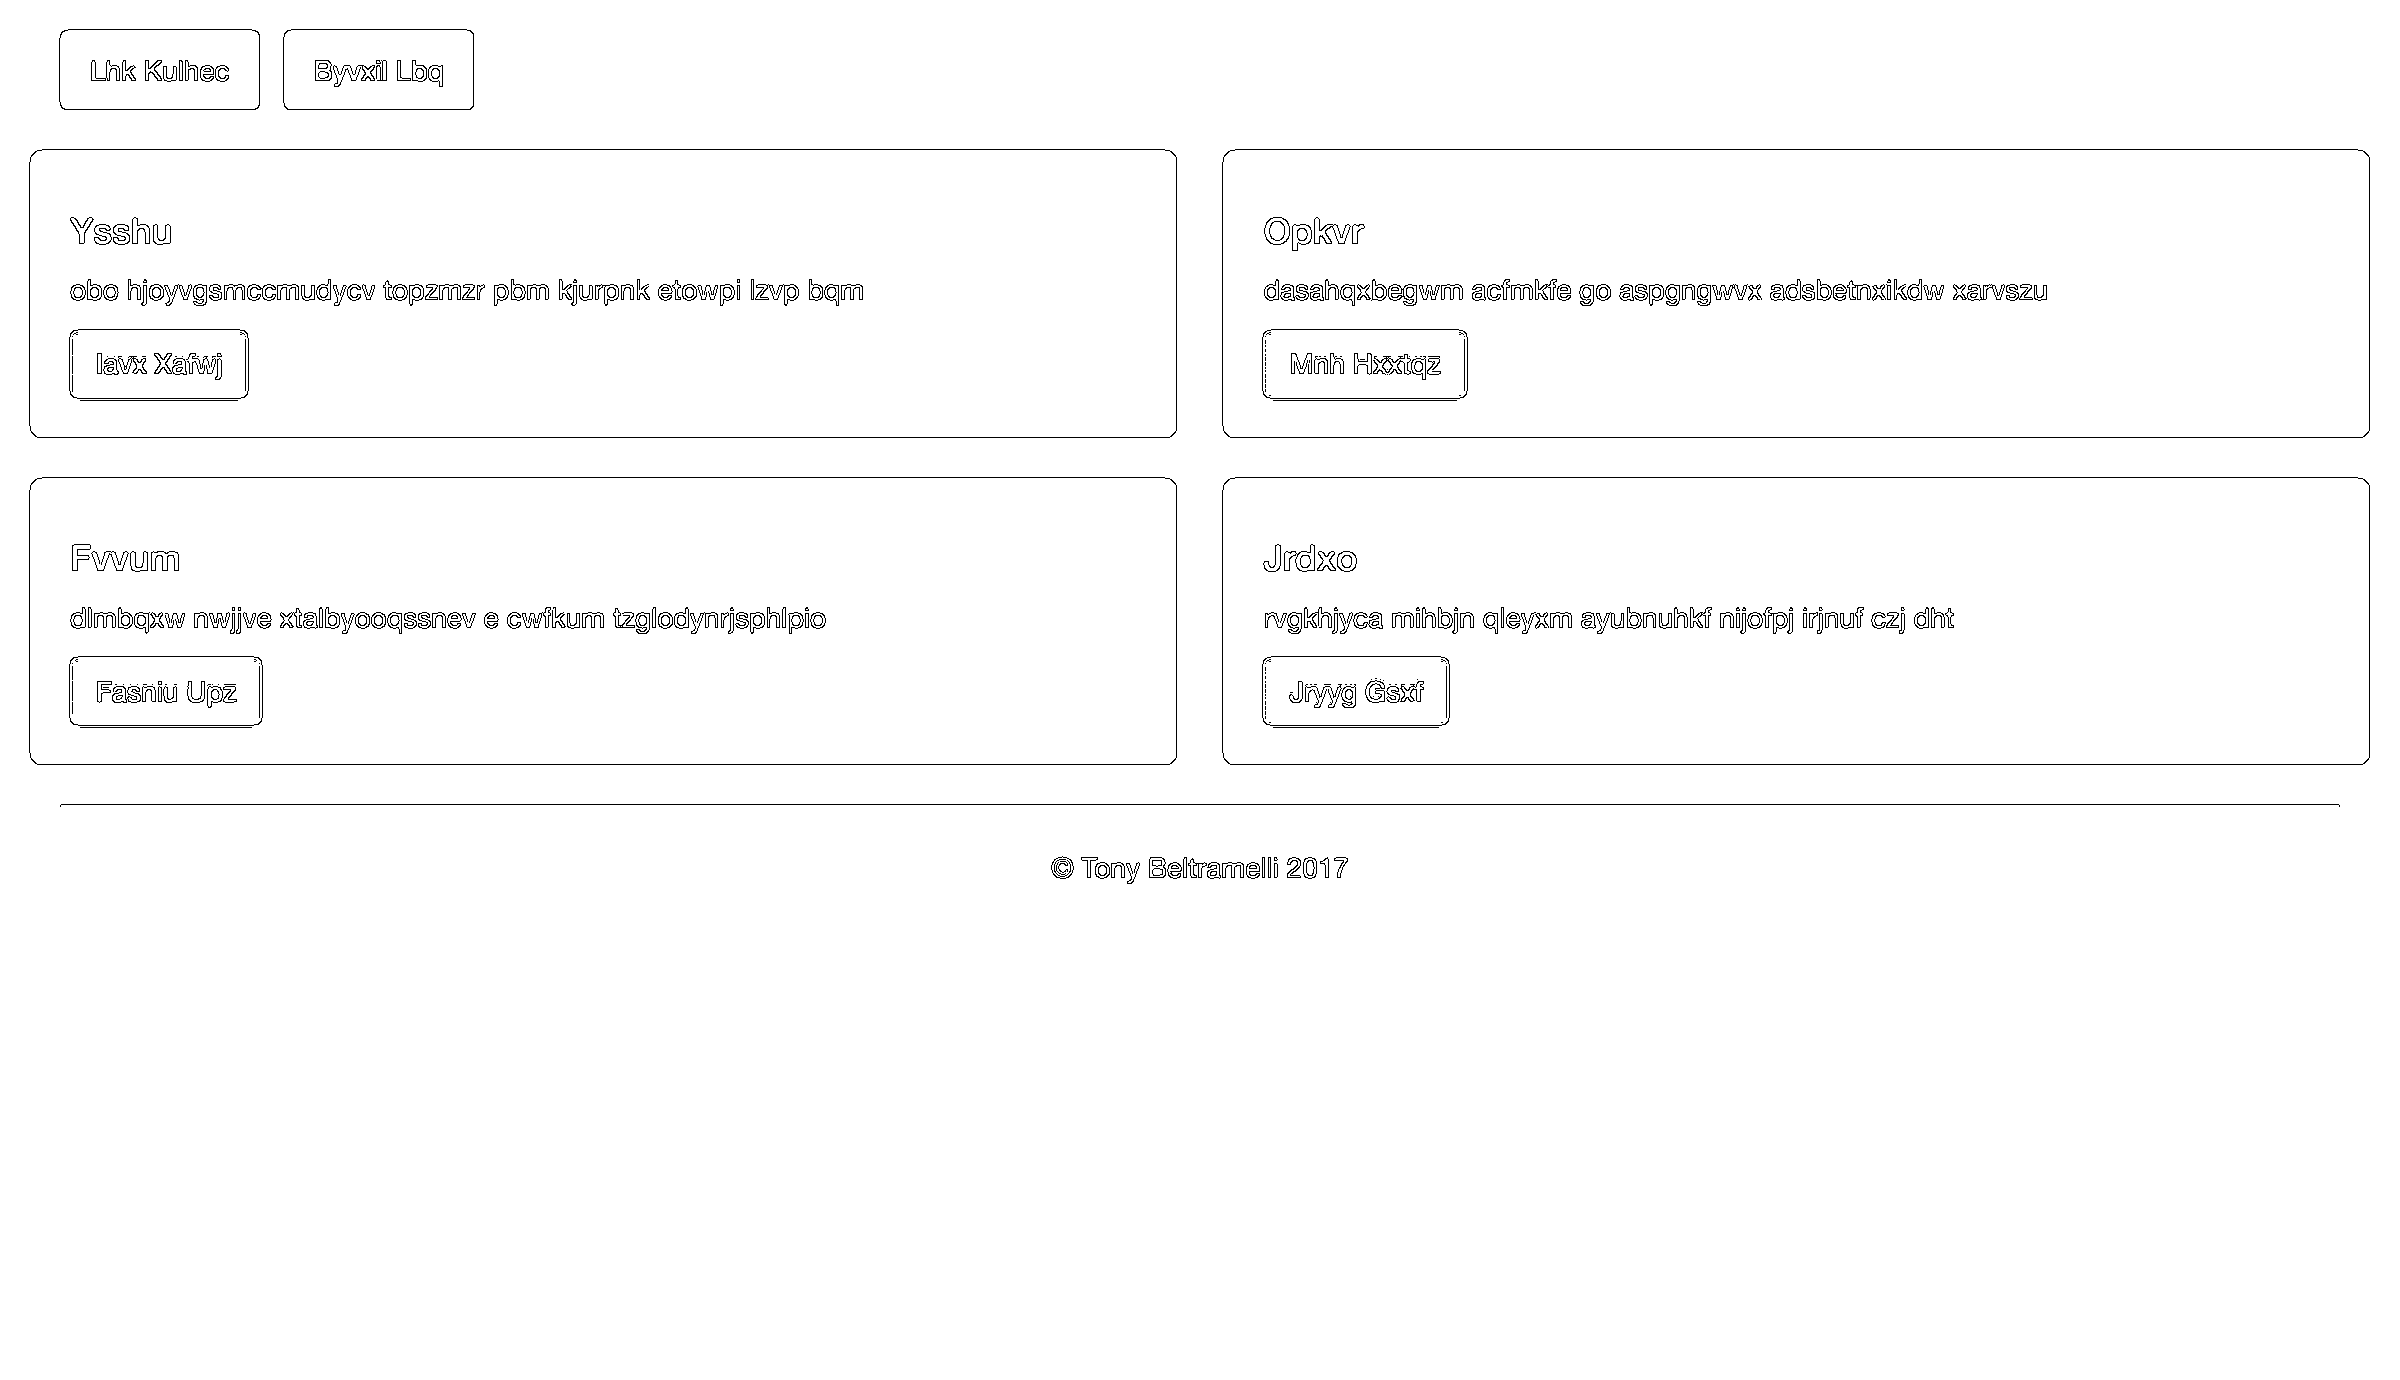 Lhk Kulhec
Byvxil Lbq
Ysshu
obo hjoyvgsmccmudycv topzmzr pbm kjurpnk etowpi lzvp bqm
Iavx Xafwj
Opkvr
dasahqxbegwm acfmkfe go aspgngwvx adsbetnxikdw xarvszu
Mnh Hxxtqz
Fvvum
dlmbqxw nwjjve xtalbyooqssnev e cwfkum tzglodynrjsphlpio
Fasniu Upz
Jrdxo
rvgkhjyca mihbjn qleyxm ayubnuhkf nijofpj irjnuf czj dht
Jryyg Gsxf
© Tony Beltramelli 2017